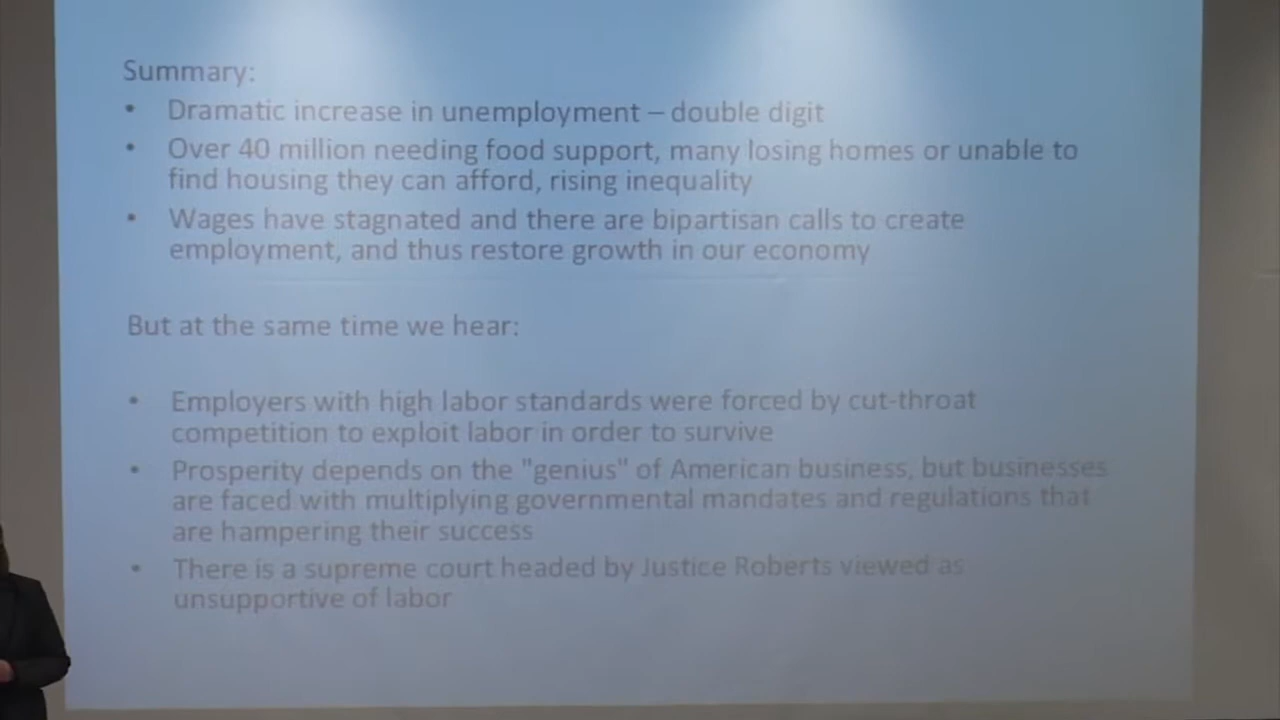 Summary:
• Dramatic increase in unemployment – double digit
• Over 40 million needing food support, many losing homes or unable to
find housing they can afford, rising inequality
• Wages have stagnated and there are bipartisan calls to create
employment, and thus restore growth in our economy
But at the same time we hear:
• Employers with high labor standards were forced by cut-throat
competition to exploit labor in order to survive
• Prosperity depends on the "genius" of American business, but businesses
are faced with multiplying governmental mandates and regulations that
are hampering their success
• There is a supreme court headed by Justice Roberts viewed as
unsupportive of labor